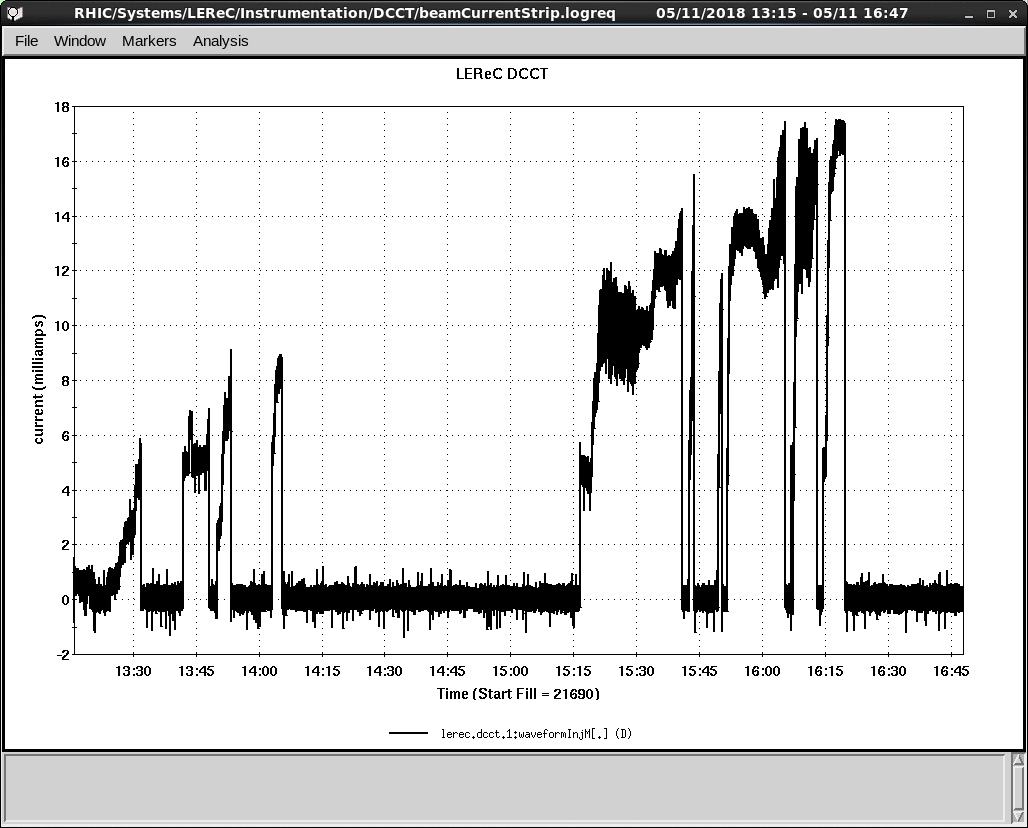 RHIC/Systems/LEReC/Instrumentation/DCCT/beamCurrentStrip.logreq 05/11/2018 13:15 - 05/11 16:47
File Window Markers Analysis
LEReC DCCT
18
16
14
12
10
8
6
4
2
0
-2
current (milliamps)
13:30 13:45 14:00 14:15 14:30 14:45 15:00 15:15 15:30 15:45 16:00 16:15 16:30 16:45
Time (Start Fill = 21690)
lerec.dcct.1:waveformInjM[.] (D)